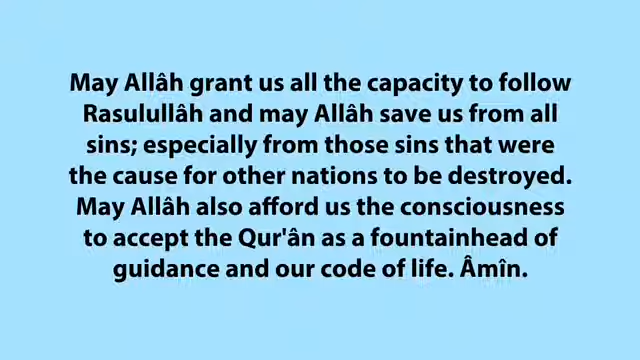 May Allâh grant us all the capacity to follow
Rasulullâh and may Allâh save us from all
sins; especially from those sins that were
the cause for other nations to be destroyed.
May Allâh also afford us the consciousness
to accept the Qur'ân as a fountainhead of
guidance and our code of life. Âmîn.